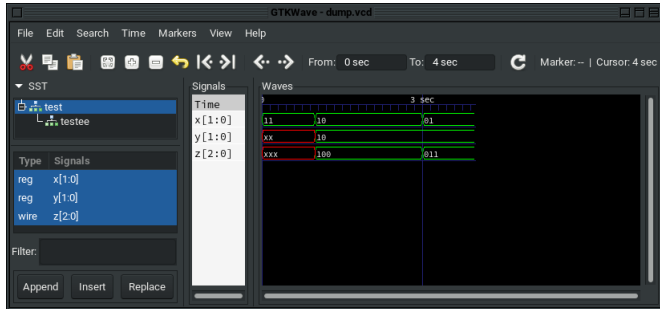 GTKWave - dump.vcd
File Edit Search Time Markers View Help
From: 0 sec To: 4 sec Marker: -- | Cursor: 4 sec
SST
test
testee
Type Signals
reg x[1:0]
reg y[1:0]
wire z[2:0]
Filter:
Append Insert Replace
Signals
Time
x[1:0]
y[1:0]
z[2:0]
Waves
3 sec
11 10 01
xx 10
xxx 100 011